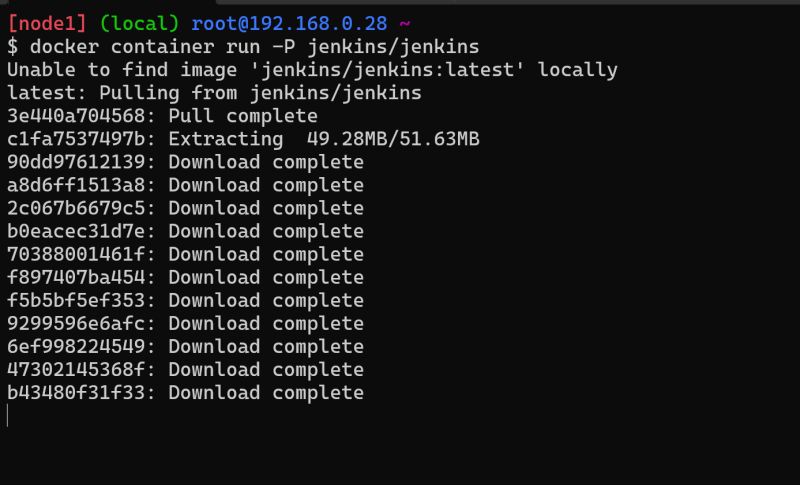 [node1] (local) root@192.168.0.28 ~
$ docker container run -P jenkins/jenkins
Unable to find image 'jenkins/jenkins:latest' locally
latest: Pulling from jenkins/jenkins
3e440a704568: Pull complete
c1fa7537497b: Extracting  49.28MB/51.63MB
90dd97612139: Download complete
a8d6ff1513a8: Download complete
2c067b6679c5: Download complete
b0eacec31d7e: Download complete
70388001461f: Download complete
f897407ba454: Download complete
f5b5bf5ef353: Download complete
9299596e6afc: Download complete
6ef998224549: Download complete
47302145368f: Download complete
b43480f31f33: Download complete